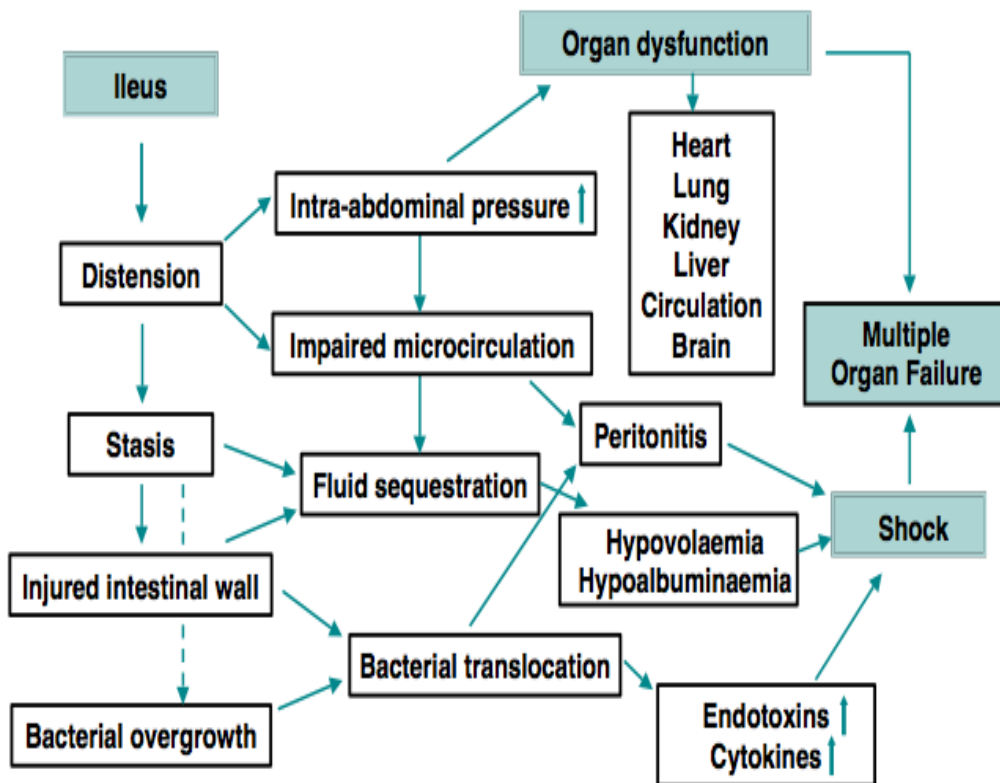 Organ dysfunction
Ileus
Heart
Lung
Kidney
Liver
Circulation
Brain
Intra-abdominal pressure ↑
Distension
Impaired microcirculation
Multiple
Organ Failure
Stasis
Peritonitis
Fluid sequestration
Shock
Hypovolaemia
Hypoalbuminaemia
Injured intestinal wall
Bacterial translocation
Endotoxins ↑
Cytokines ↑
Bacterial overgrowth